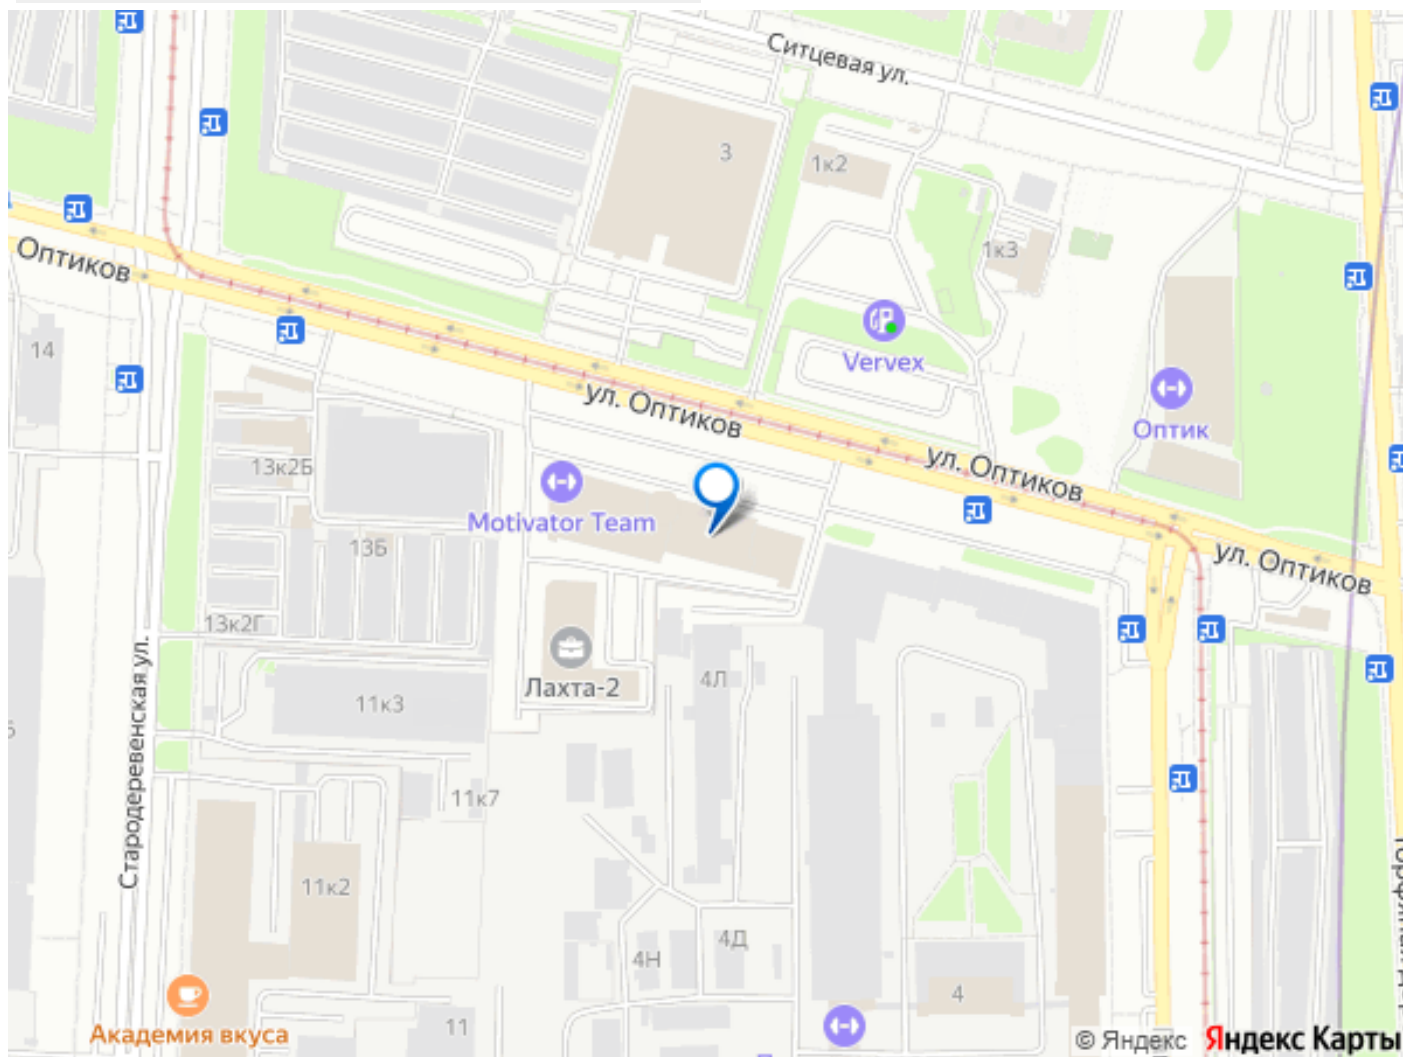 Ситцевая ул.
3
1к2
1к3
Оптиков
Vervex
14
ул. Оптиков
Оптик
ул. Оптиков
13к2Б
Motivator Team
13Б
ул. Оптиков
13к2Г
Стародеревенская ул.
Лахта-2
4Л
11к3
11к7
11к2
4Д
4Н
4
11
Академия вкуса
© Яндекс
Яндекс Карты